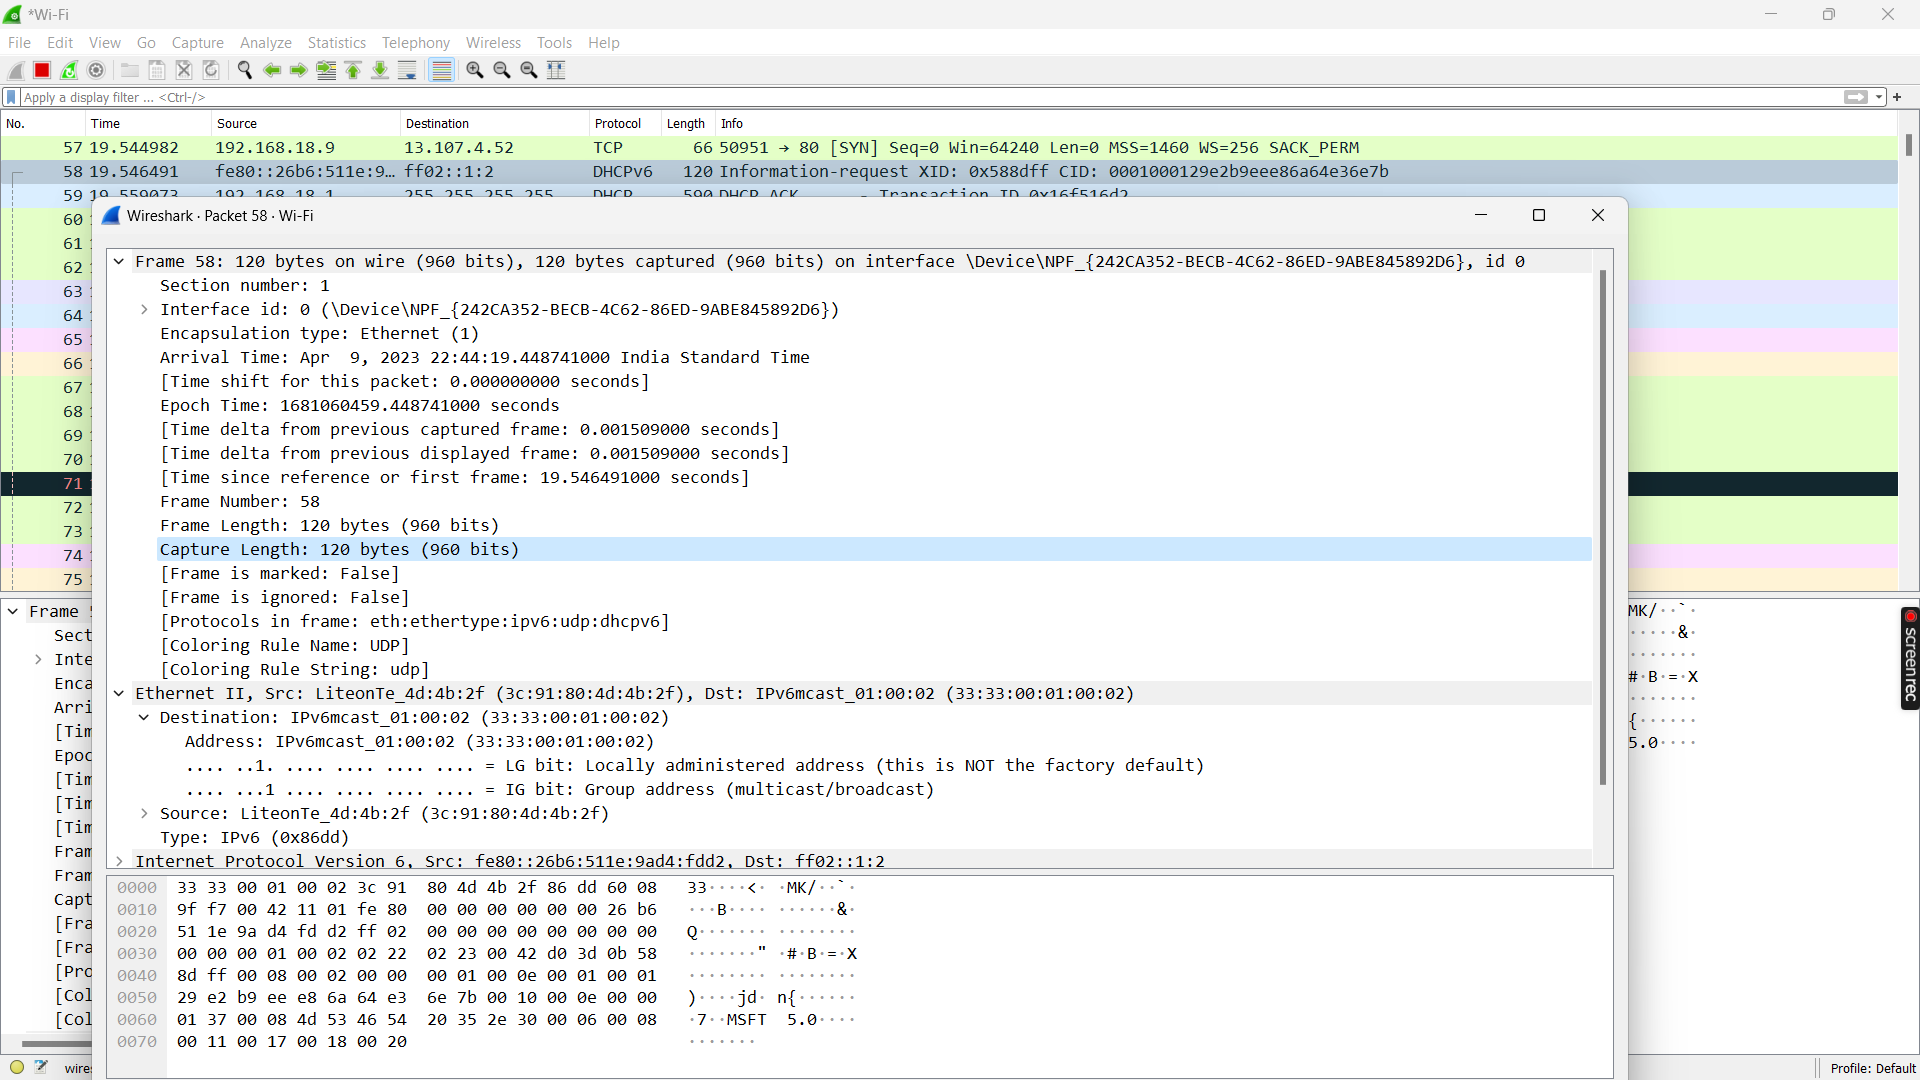 *Wi-Fi
File Edit View Go Capture Analyze Statistics Telephony Wireless Tools Help
Apply a display filter ... <Ctrl-/>
No. Time Source Destination Protocol Length Info
57 19.544982 192.168.18.9 13.107.4.52 TCP 66 50951 → 80 [SYN] Seq=0 Win=64240 Len=0 MSS=1460 WS=256 SACK_PERM
58 19.546491 fe80::26b6:511e:9… ff02::1:2 DHCPv6 120 Information-request XID: 0x588dff CID: 0001000129e2b9eee86a64e36e7b
59 19.559073 192.168.18.1 255.255.255.255 DHCP 590 DHCP ACK - Transaction ID 0x16f516d2
60
61
62
63
64
65
66
67
68
69
70
71
72
73
74
75
Wireshark · Packet 58 · Wi-Fi
Frame 58: 120 bytes on wire (960 bits), 120 bytes captured (960 bits) on interface \Device\NPF_{242CA352-BECB-4C62-86ED-9ABE845892D6}, id 0
Section number: 1
Interface id: 0 (\Device\NPF_{242CA352-BECB-4C62-86ED-9ABE845892D6})
Encapsulation type: Ethernet (1)
Arrival Time: Apr  9, 2023 22:44:19.448741000 India Standard Time
[Time shift for this packet: 0.000000000 seconds]
Epoch Time: 1681060459.448741000 seconds
[Time delta from previous captured frame: 0.001509000 seconds]
[Time delta from previous displayed frame: 0.001509000 seconds]
[Time since reference or first frame: 19.546491000 seconds]
Frame Number: 58
Frame Length: 120 bytes (960 bits)
Capture Length: 120 bytes (960 bits)
[Frame is marked: False]
[Frame is ignored: False]
[Protocols in frame: eth:ethertype:ipv6:udp:dhcpv6]
[Coloring Rule Name: UDP]
[Coloring Rule String: udp]
Ethernet II, Src: LiteonTe_4d:4b:2f (3c:91:80:4d:4b:2f), Dst: IPv6mcast_01:00:02 (33:33:00:01:00:02)
Destination: IPv6mcast_01:00:02 (33:33:00:01:00:02)
Address: IPv6mcast_01:00:02 (33:33:00:01:00:02)
.... ..1. .... .... .... .... = LG bit: Locally administered address (this is NOT the factory default)
.... ...1 .... .... .... .... = IG bit: Group address (multicast/broadcast)
Source: LiteonTe_4d:4b:2f (3c:91:80:4d:4b:2f)
Type: IPv6 (0x86dd)
Internet Protocol Version 6, Src: fe80::26b6:511e:9ad4:fdd2, Dst: ff02::1:2
0000 33 33 00 01 00 02 3c 91 80 4d 4b 2f 86 dd 60 08 33····<· ·MK/··`·
0010 9f f7 00 42 11 01 fe 80 00 00 00 00 00 00 26 b6 ···B···· ······&·
0020 51 1e 9a d4 fd d2 ff 02 00 00 00 00 00 00 00 00 Q······· ········
0030 00 00 00 01 00 02 02 22 02 23 00 42 d0 3d 0b 58 ·······" ·#·B·=·X
0040 8d ff 00 08 00 02 00 00 00 01 00 0e 00 01 00 01 ········ ········
0050 29 e2 b9 ee e8 6a 64 e3 6e 7b 00 10 00 0e 00 00 )····jd· n{······
0060 01 37 00 08 4d 53 46 54 20 35 2e 30 00 06 00 08 ·7··MSFT 5.0····
0070 00 11 00 17 00 18 00 20 ·······
Frame
Sect
Inte
Enca
Arri
[Tim
Epoc
[Tim
[Tim
[Tim
Fram
Fram
Capt
[Fra
[Fra
[Pro
[Col
[Col
MK/··`·
·····&·
·······
#·B·=·X
·······
{······
5.0····
screenrec
wires
Profile: Default